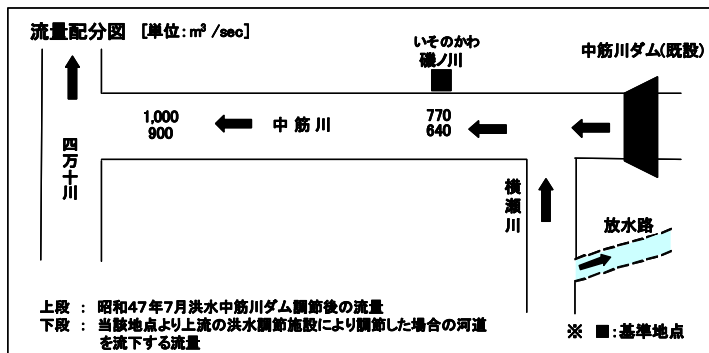 流量配分図 [単位:m³/sec]
いそのかわ
磯ノ川
中筋川ダム(既設)
1,000
900
中筋川
770
640
四万十川
横瀬川
放水路
上段 : 昭和47年7月洪水中筋川ダム調節後の流量
下段 : 当該地点より上流の洪水調節施設により調節した場合の河道
を流下する流量
※ ■:基準地点